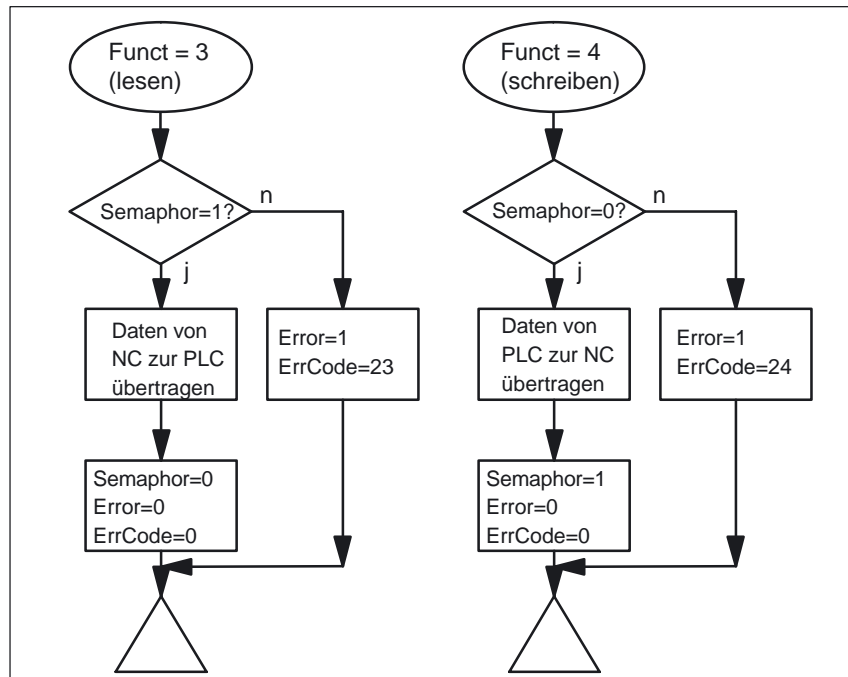 Funct = 3
(lesen)
Semaphor=1?
n
j
Daten von
NC zur PLC
übertragen
Error=1
ErrCode=23
Semaphor=0
Error=0
ErrCode=0
Funct = 4
(schreiben)
Semaphor=0?
n
j
Daten von
PLC zur NC
übertragen
Error=1
ErrCode=24
Semaphor=1
Error=0
ErrCode=0